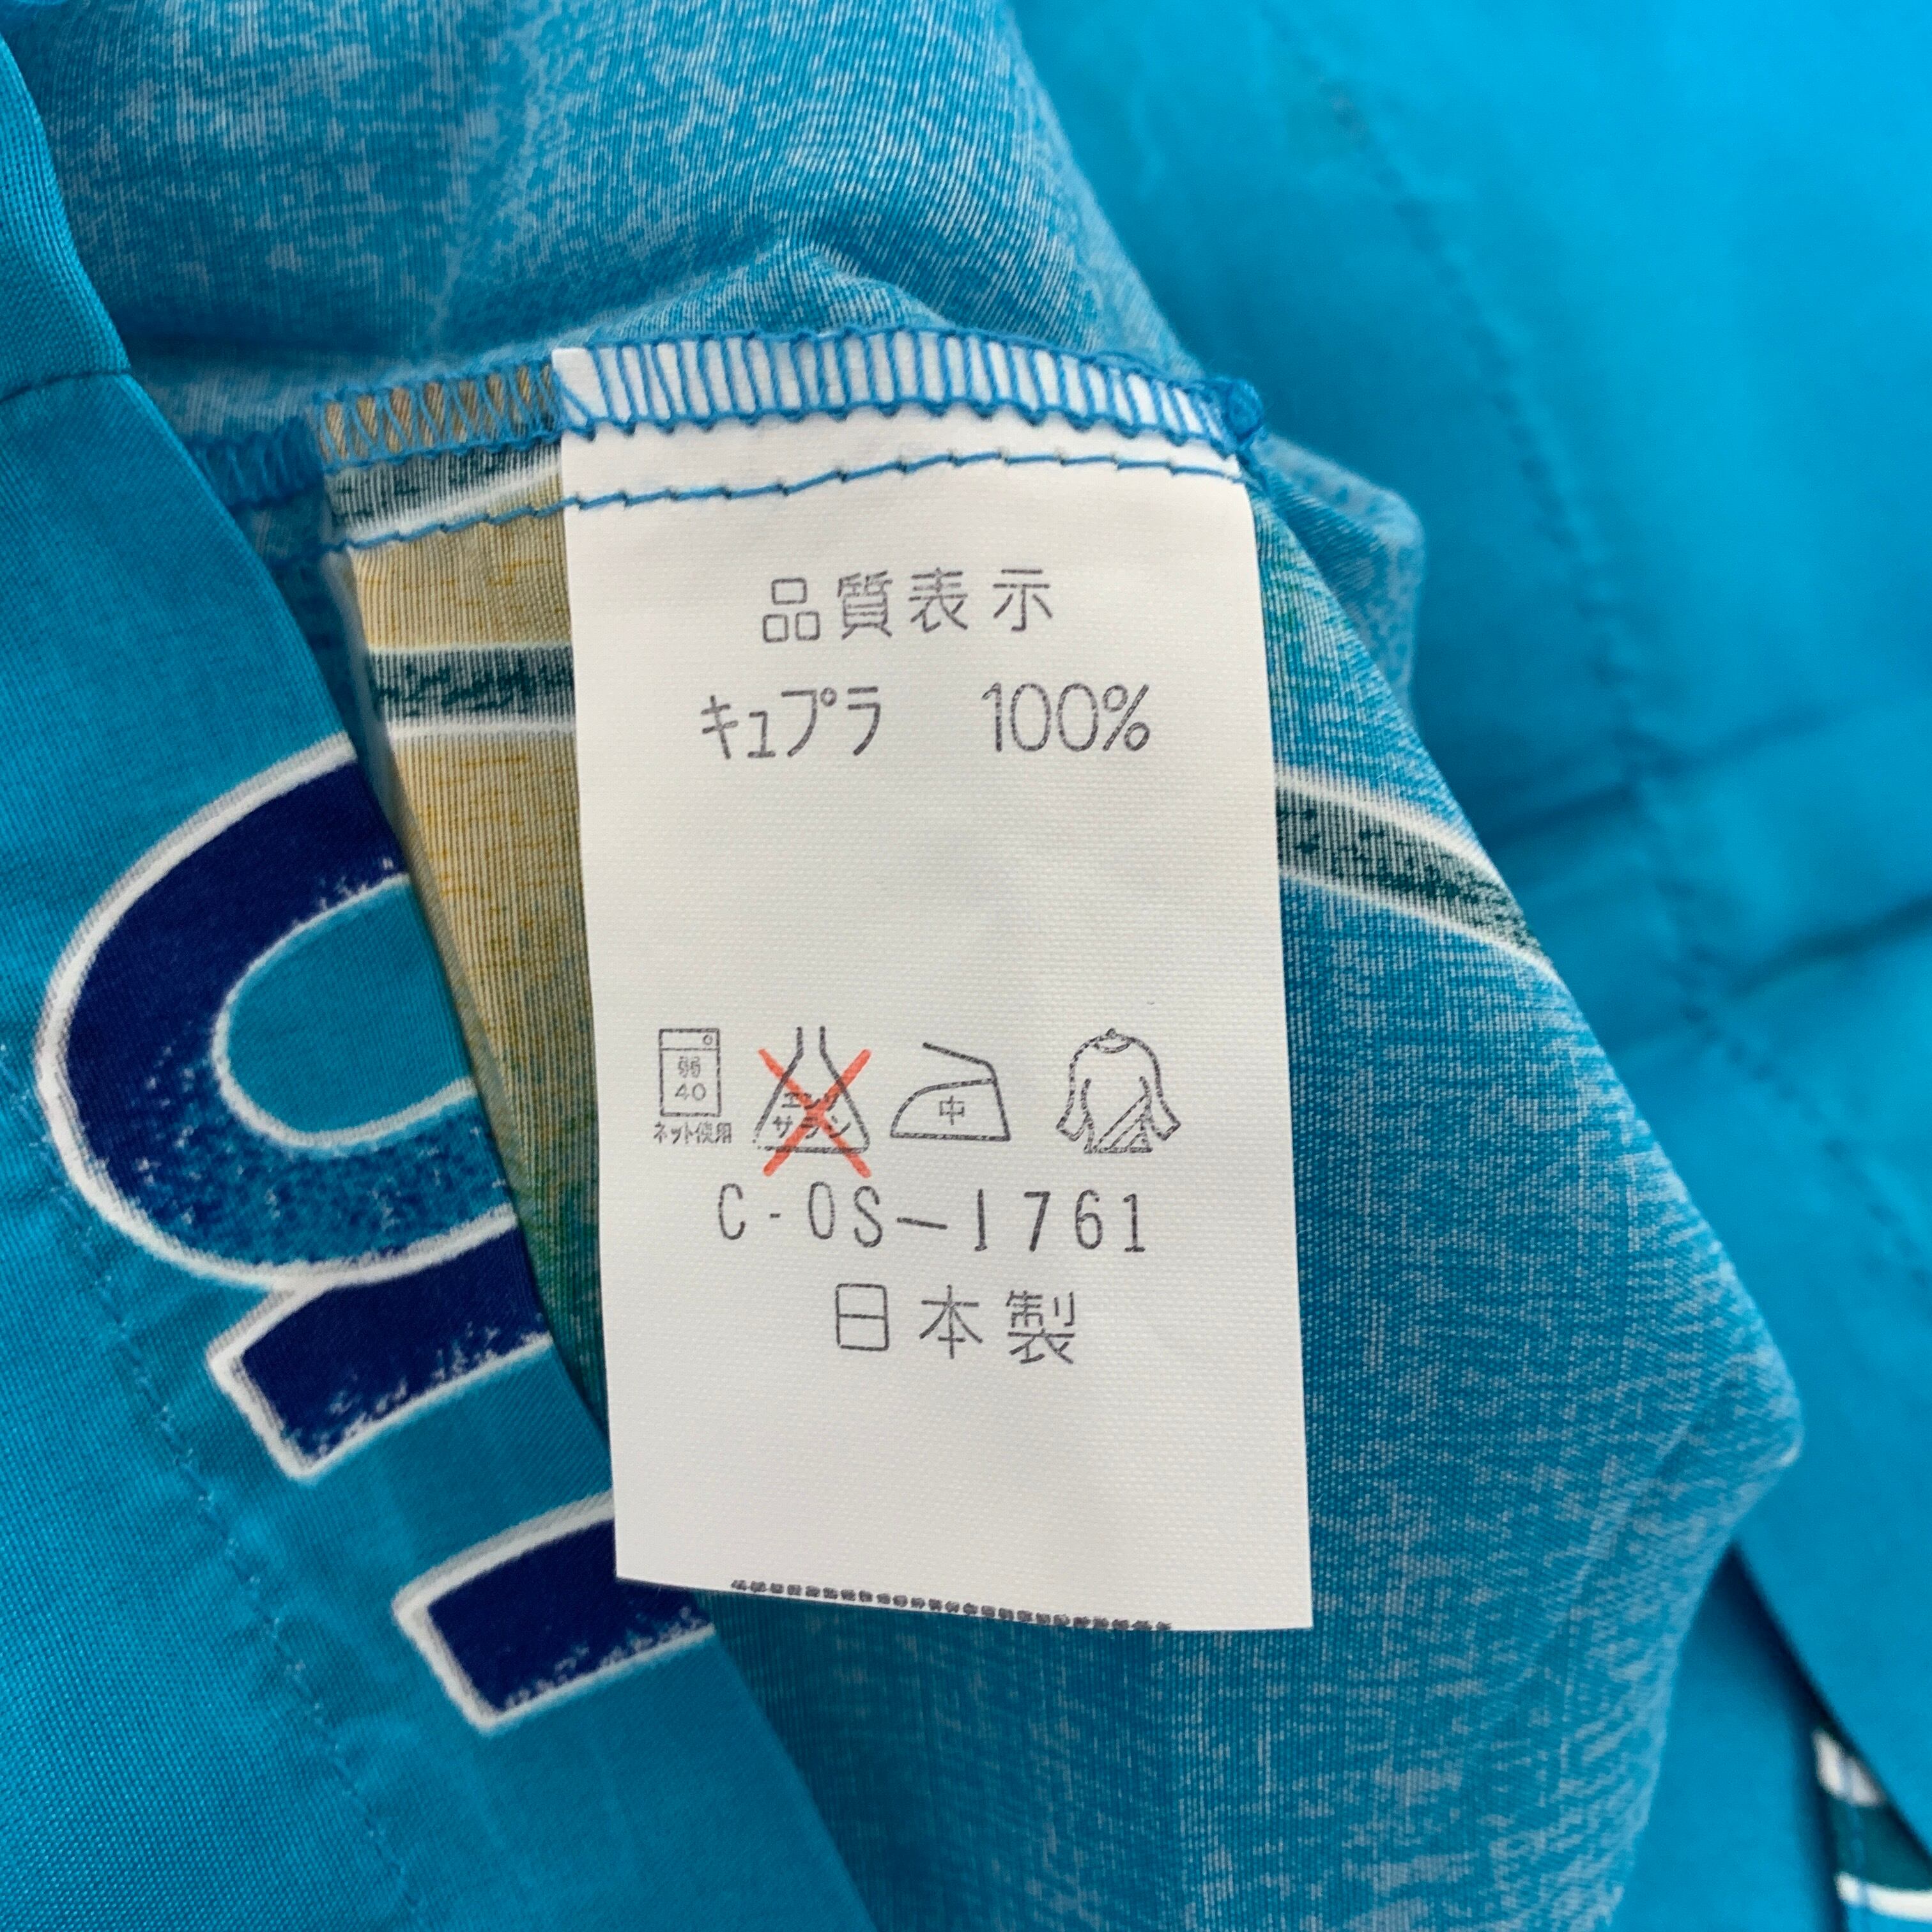 品質表示
キュプラ 100%
弱
40
ネット使用
エンソ
サラシ
中
C-OS-1761
日本製